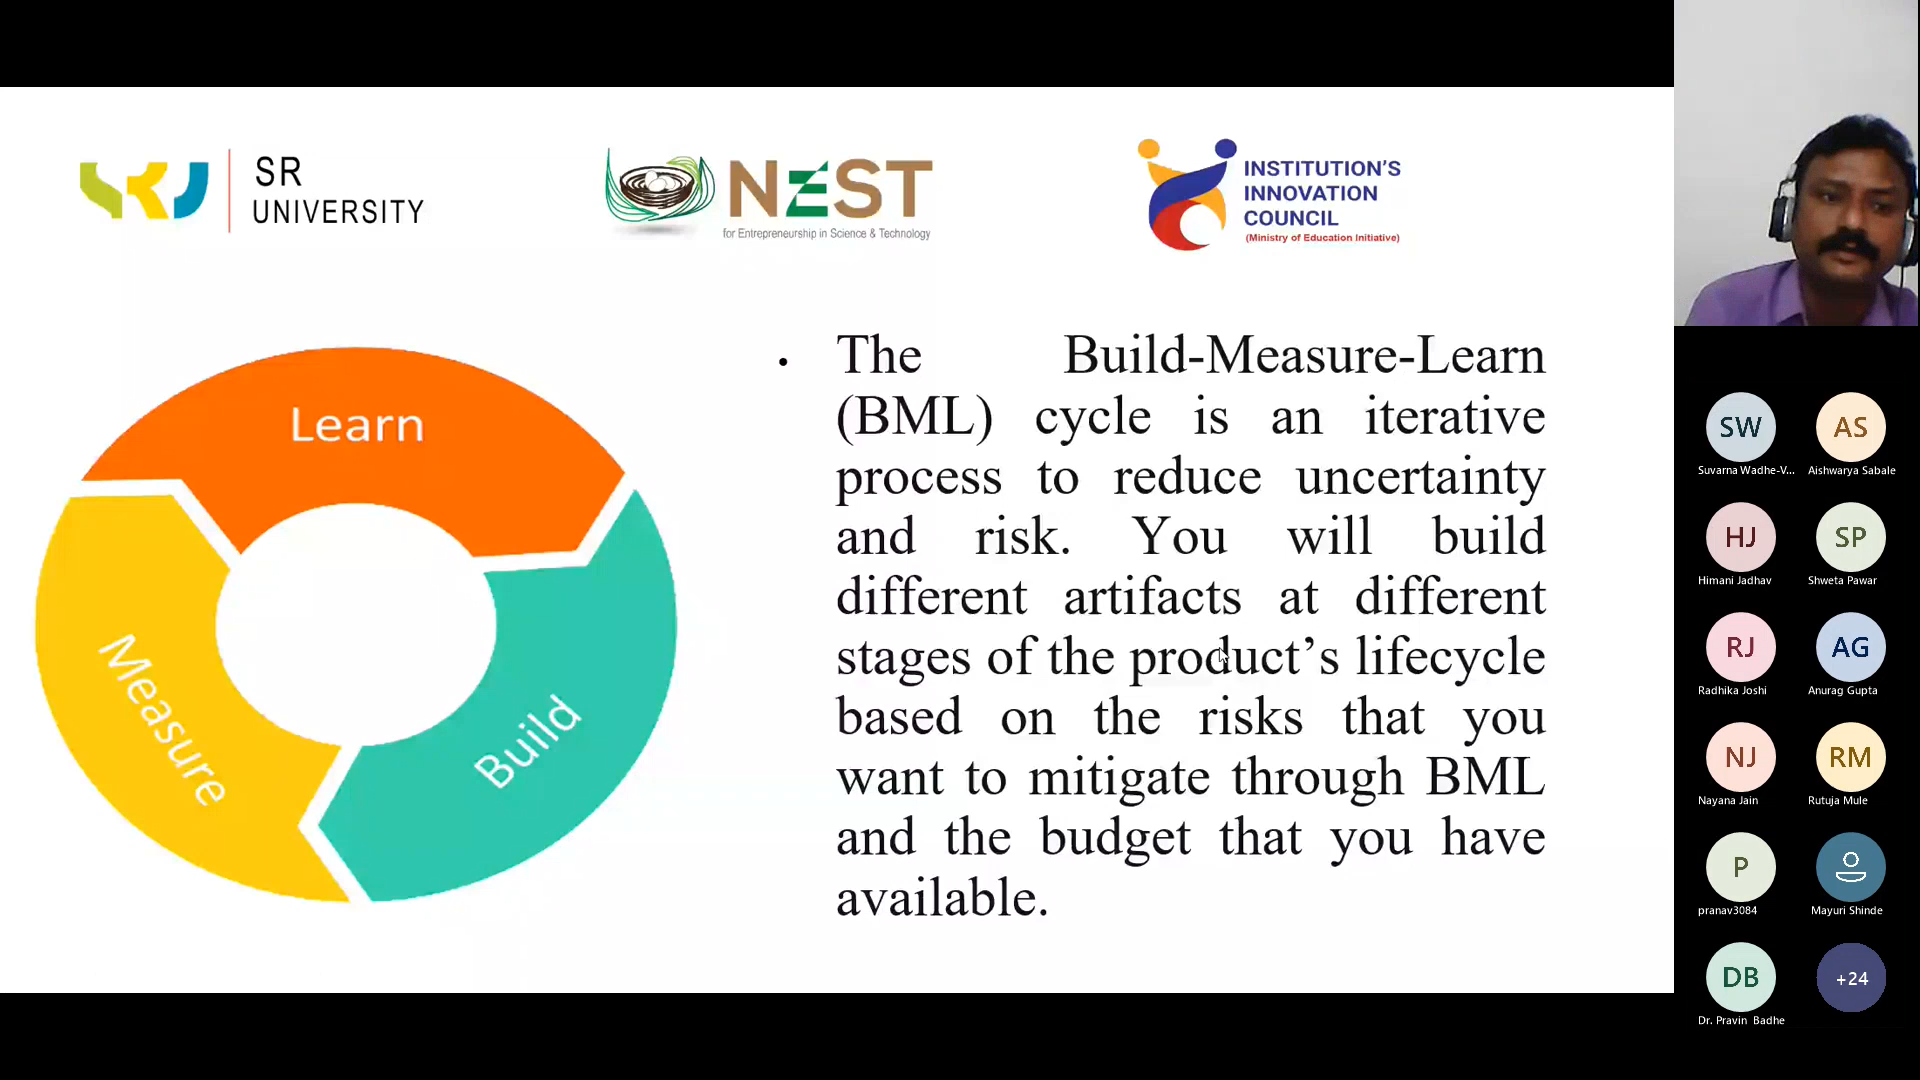 SR
UNIVERSITY
NEST
for Entrepreneurship in Science & Technology
INSTITUTION'S
INNOVATION
COUNCIL
(Ministry of Education Initiative)
Learn
Measure
Build
• The Build-Measure-Learn
(BML) cycle is an iterative
process to reduce uncertainty
and risk. You will build
different artifacts at different
stages of the product’s lifecycle
based on the risks that you
want to mitigate through BML
and the budget that you have
available.
SW
Suvarna Wadhe-V...
AS
Aishwarya Sabale
HJ
Himani Jadhav
SP
Shweta Pawar
RJ
Radhika Joshi
AG
Anurag Gupta
NJ
Nayana Jain
RM
Rutuja Mule
P
pranav3084
Mayuri Shinde
DB
Dr. Pravin Badhe
+24